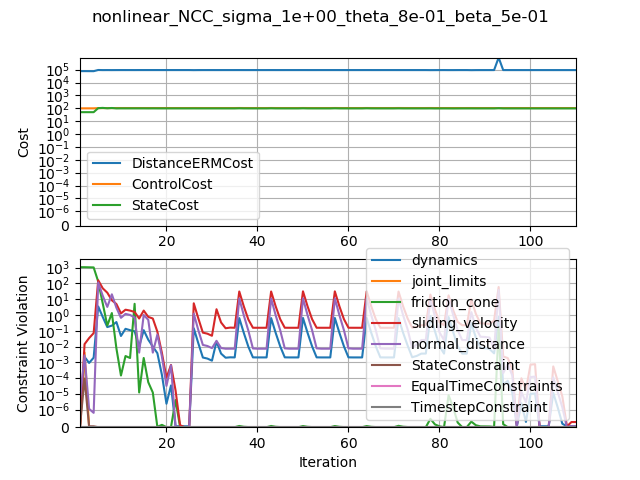 nonlinear_NCC_sigma_1e+00_theta_8e-01_beta_5e-01
Cost
10^5
10^4
10^3
10^2
10^1
10^0
10^-1
10^-2
10^-3
10^-4
10^-5
10^-6
0
DistanceERMCost
ControlCost
StateCost
20 40 60 80 100
Constraint Violation
10^3
10^2
10^1
10^0
10^-1
10^-2
10^-3
10^-4
10^-5
10^-6
0
dynamics
joint_limits
friction_cone
sliding_velocity
normal_distance
StateConstraint
EqualTimeConstraints
TimestepConstraint
20 40 60 80 100
Iteration